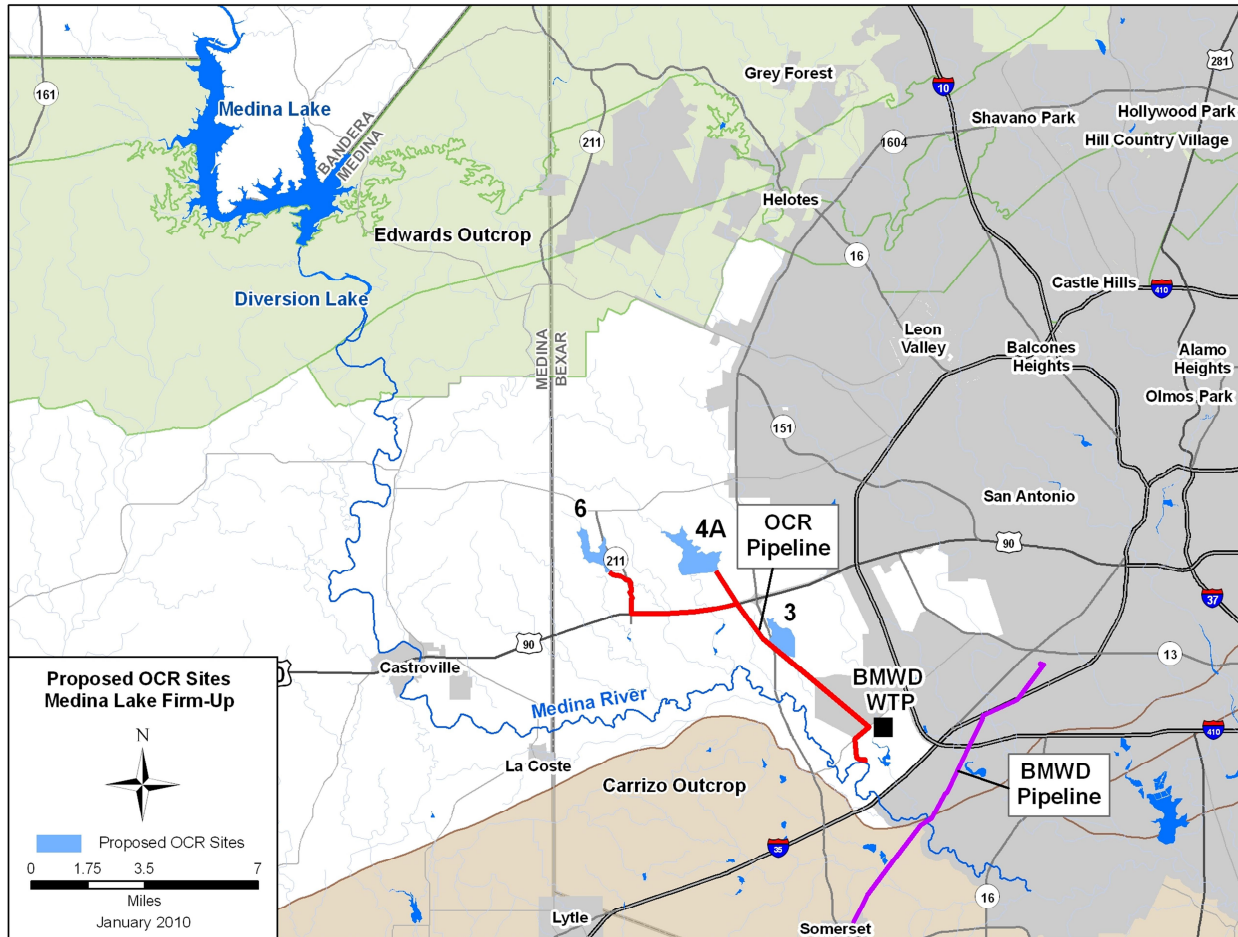 161
Medina Lake
BANDERA
MEDINA
Edwards Outcrop
Diversion Lake
211
Grey Forest
10
281
Shavano Park
Hollywood Park
Hill Country Village
1604
Helotes
16
Castle Hills
410
MEDINA
BEXAR
Leon
Valley
Balcones
Heights
Alamo
Heights
Olmos Park
151
San Antonio
6
4A
OCR
Pipeline
90
211
3
37
90
Castroville
13
Medina River
BMWD
WTP
410
La Coste
Carrizo Outcrop
BMWD
Pipeline
35
16
Lytle
Somerset
Proposed OCR Sites
Medina Lake Firm-Up
N
Proposed OCR Sites
0 1.75 3.5 7
Miles
January 2010